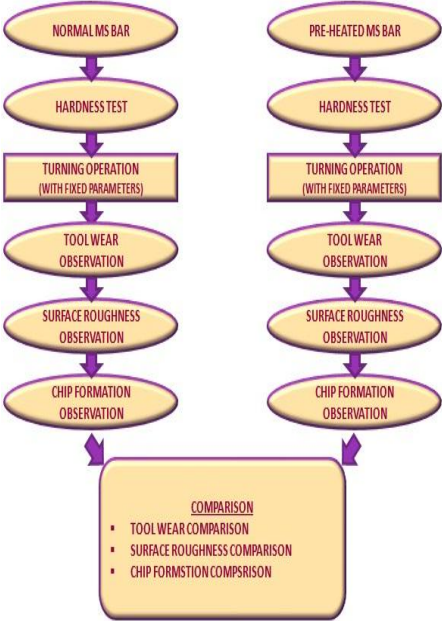 NORMAL MS BAR
HARDNESS TEST
TURNING OPERATION
(WITH FIXED PARAMETERS)
TOOL WEAR
OBSERVATION
SURFACE ROUGHNESS
OBSERVATION
CHIP FORMATION
OBSERVATION
PRE-HEATED MS BAR
HARDNESS TEST
TURNING OPERATION
(WITH FIXED PARAMETERS)
TOOL WEAR
OBSERVATION
SURFACE ROUGHNESS
OBSERVATION
CHIP FORMATION
OBSERVATION
COMPARISON
▪ TOOL WEAR COMPARISON
▪ SURFACE ROUGHNESS COMPARISON
▪ CHIP FORMSTION COMPSRISON